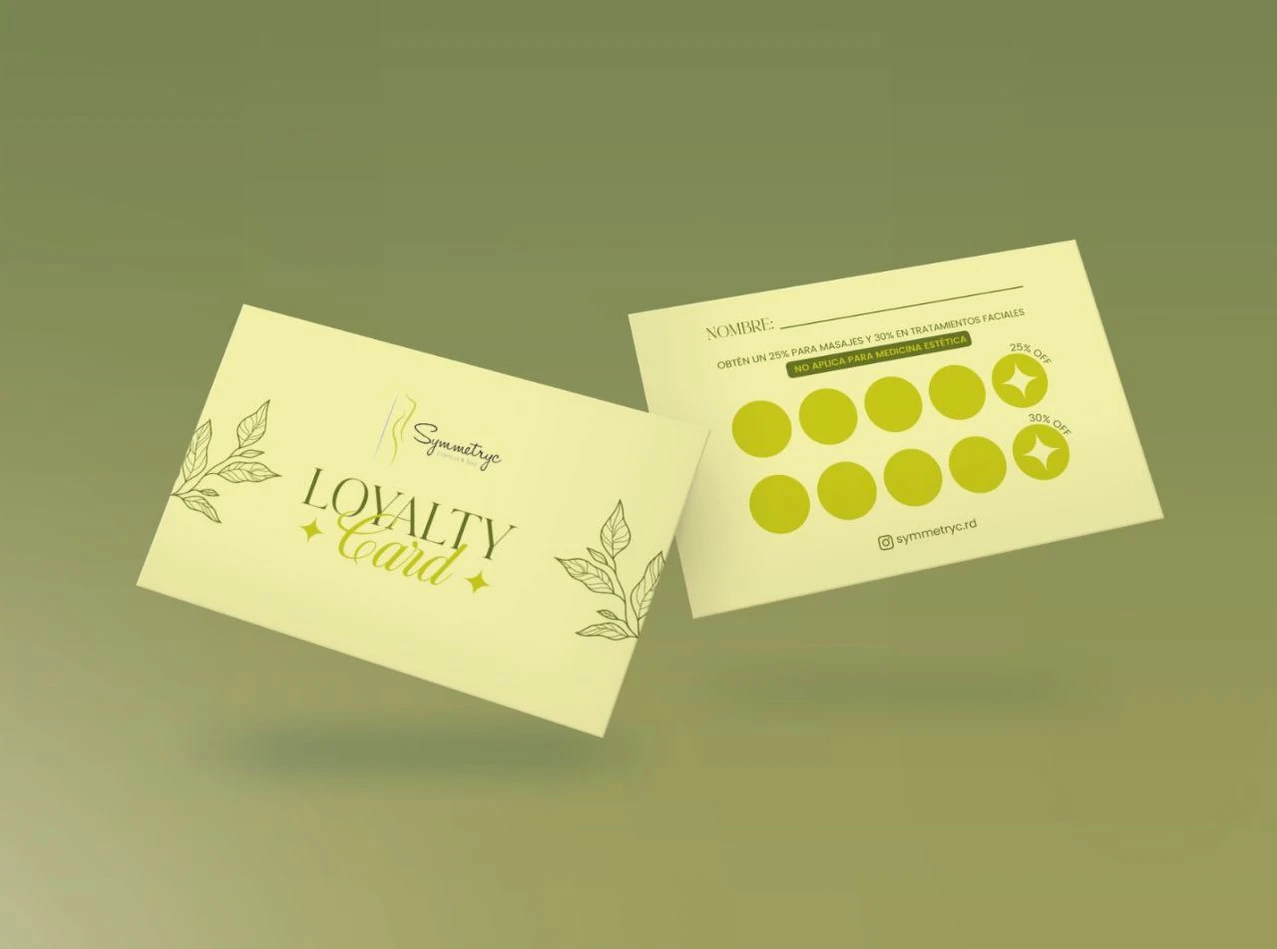 Symmetryc
LOYALTY
Card
NOMBRE:
OBTÉN UN 25% PARA MASAJES Y 30% EN TRATAMIENTOS FACIALES
NO APLICA PARA MEDICINA ESTÉTICA
25% OFF
30% OFF
symmetryc.rd